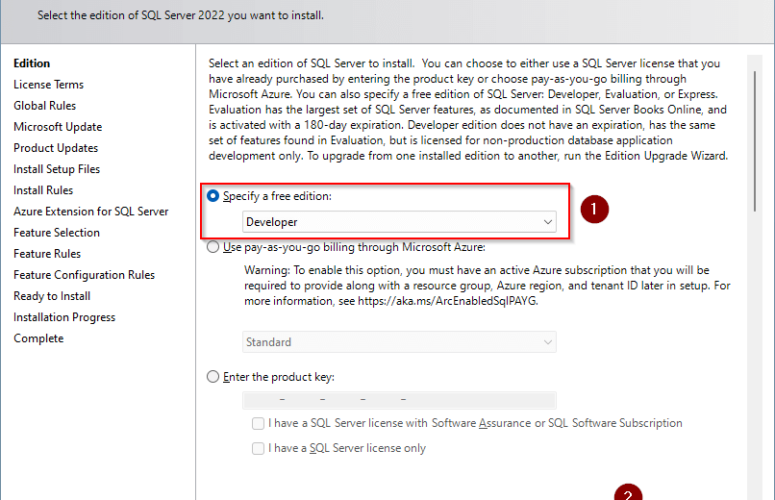 Select the edition of SQL Server 2022 you want to install.
Edition
License Terms
Global Rules
Microsoft Update
Product Updates
Install Setup Files
Install Rules
Azure Extension for SQL Server
Feature Selection
Feature Rules
Feature Configuration Rules
Ready to Install
Installation Progress
Complete
Select an edition of SQL Server to install. You can choose to either use a SQL Server license that you
have already purchased by entering the product key or choose pay-as-you-go billing through
Microsoft Azure. You can also specify a free edition of SQL Server: Developer, Evaluation, or Express.
Evaluation has the largest set of SQL Server features, as documented in SQL Server Books Online, and
is activated with a 180-day expiration. Developer edition does not have an expiration, has the same
set of features found in Evaluation, but is licensed for non-production database application
development only. To upgrade from one installed edition to another, run the Edition Upgrade Wizard.
Specify a free edition:
1
Developer
Use pay-as-you-go billing through Microsoft Azure:
Warning: To enable this option, you must have an active Azure subscription that you will be
required to provide along with a resource group, Azure region, and tenant ID later in setup. For
more information, see https://aka.ms/ArcEnabledSqlPAYG.
Standard
Enter the product key:
- - - -
I have a SQL Server license with Software Assurance or SQL Software Subscription
I have a SQL Server license only
2